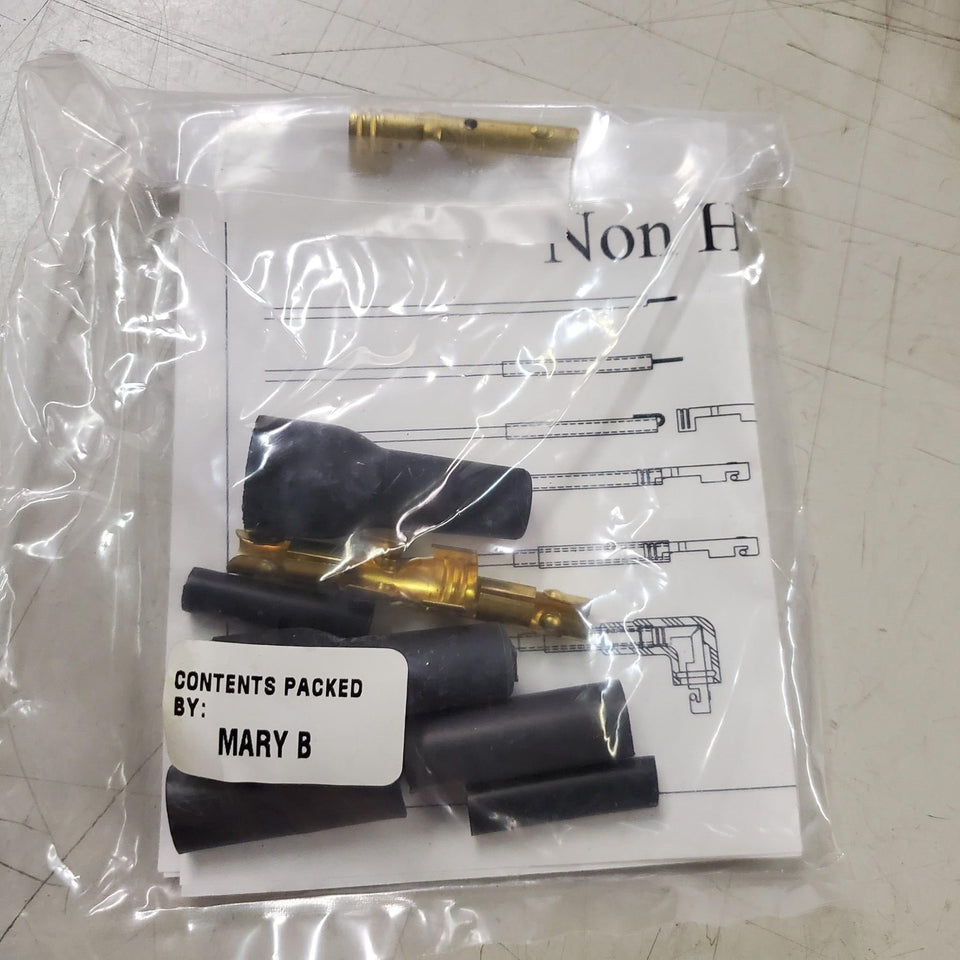 Non H
CONTENTS PACKED
BY:
MARY B